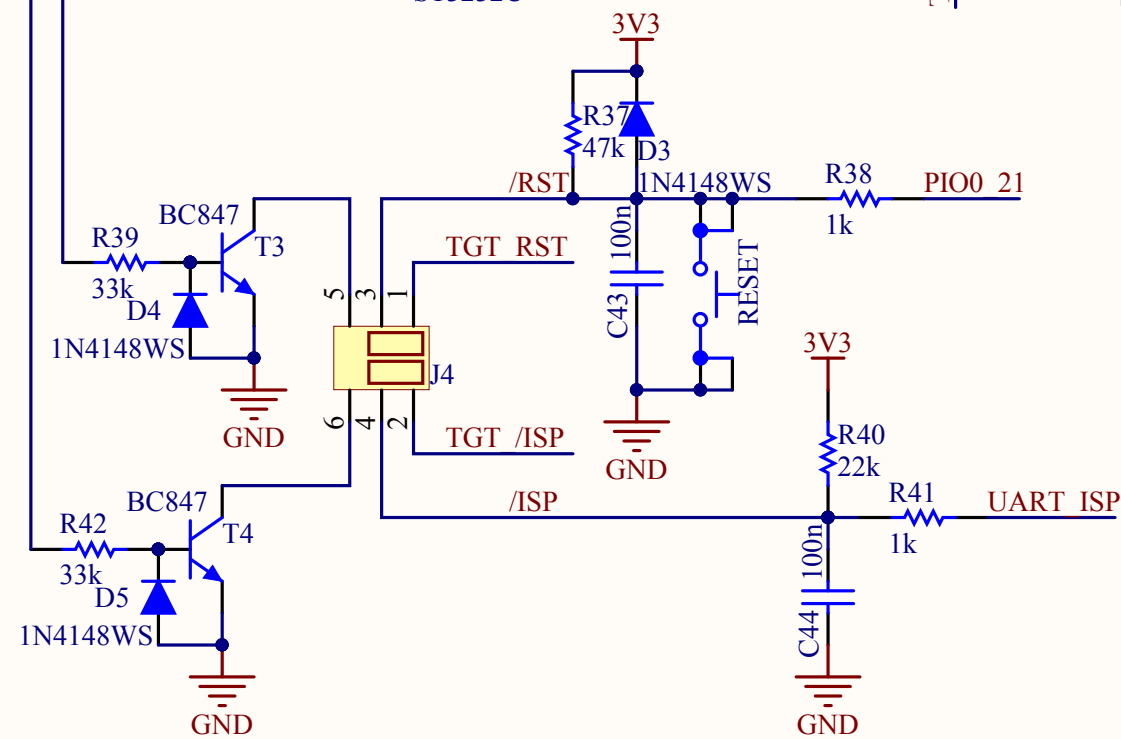 3V3
R37
47k
D3
/RST
1N4148WS
R38
PIO0_21
1k
BC847
T3
R39
33k
D4
1N4148WS
GND
TGT_RST
100n
C43
RESET
5
3
1
J4
6
4
2
TGT_/ISP
GND
3V3
R40
22k
/ISP
R41
UART_ISP
1k
BC847
T4
R42
33k
D5
1N4148WS
GND
100n
C44
GND